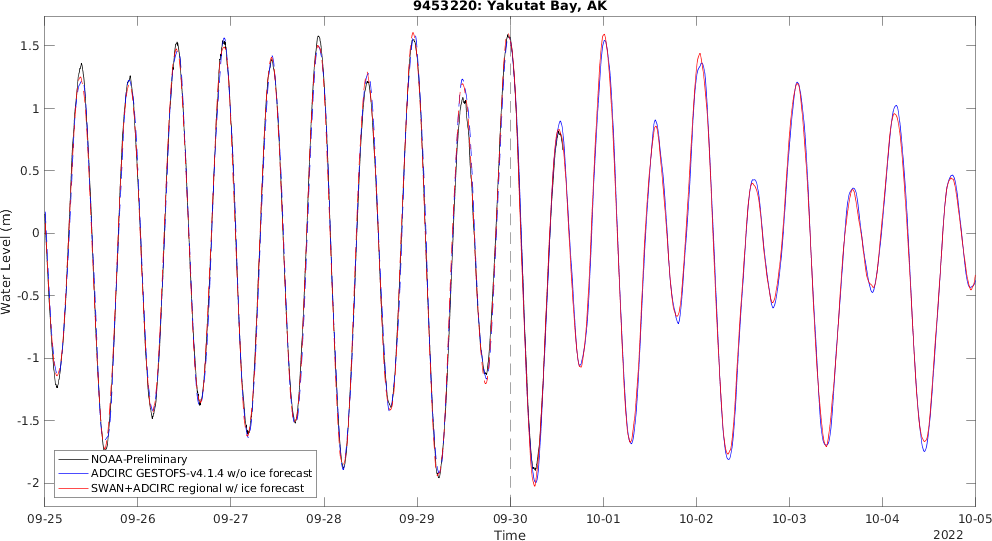 9453220: Yakutat Bay, AK
Water Level (m)
1.5
1
0.5
0
-0.5
-1
-1.5
-2
NOAA-Preliminary
ADCIRC GESTOFS-v4.1.4 w/o ice forecast
SWAN+ADCIRC regional w/ ice forecast
09-25 09-26 09-27 09-28 09-29 09-30 10-01 10-02 10-03 10-04 10-05
Time
2022